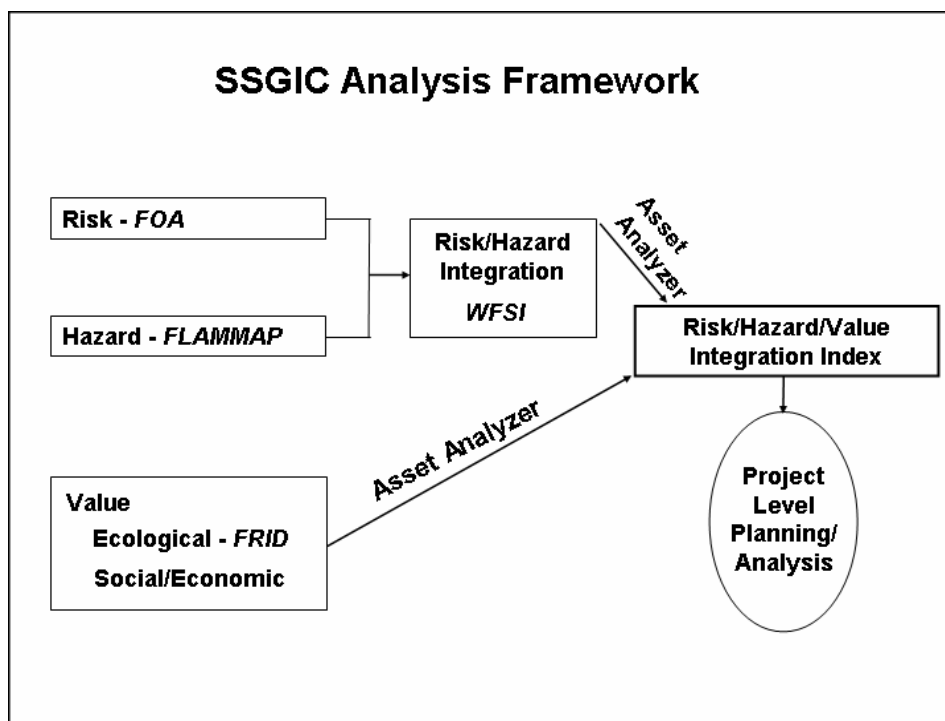 SSGIC Analysis Framework
Risk - FOA
Hazard - FLAMMAP
Risk/Hazard
Integration
WFSI
Asset
Analyzer
Risk/Hazard/Value
Integration Index
Asset Analyzer
Value
Ecological - FRID
Social/Economic
Project
Level
Planning/
Analysis